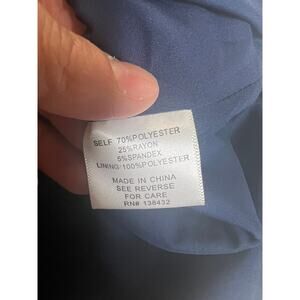 SELF 70%POLYESTER
25%RAYON
5%SPANDEX
LINING:100%POLYESTER
MADE IN CHINA
SEE REVERSE
FOR CARE
RN# 138432